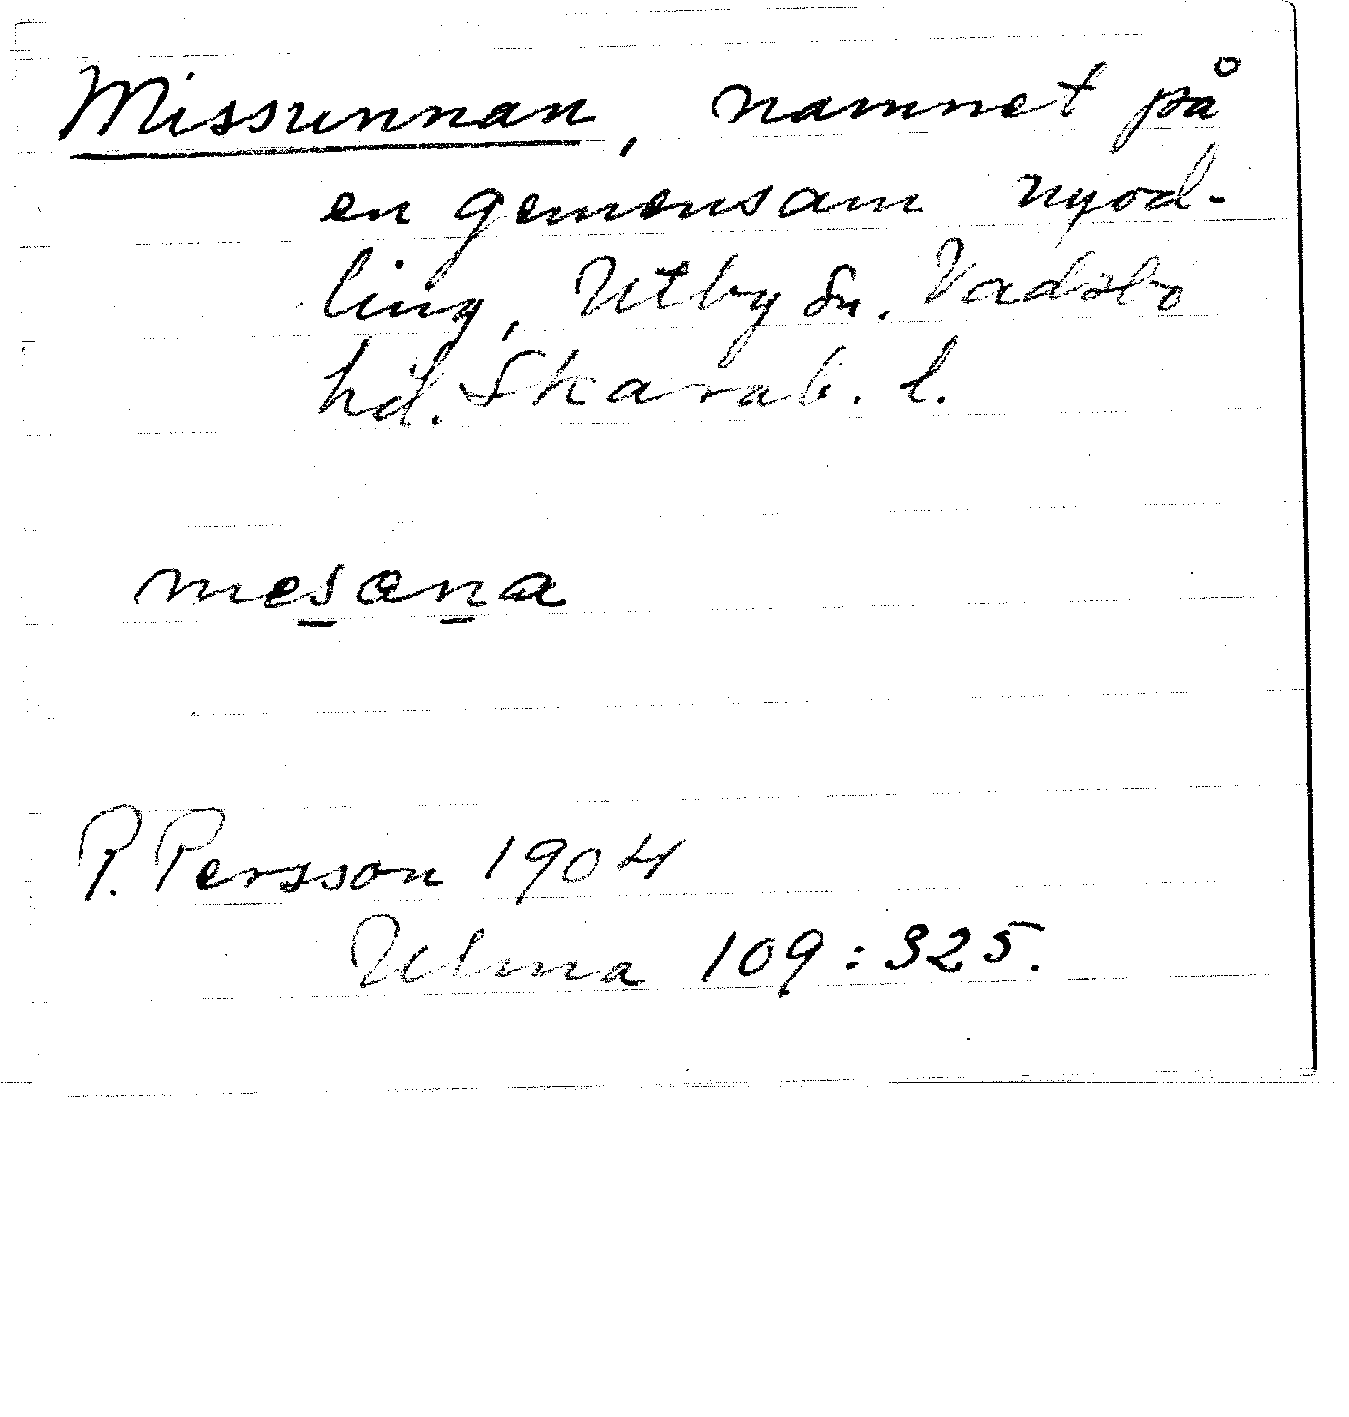 Missunnan, namnet på
en gemensam nyod-
ling, Utby sn. Vadsbo
hd. Skarab. l.
mesana
P. Persson 1904
Ulma 109:325.